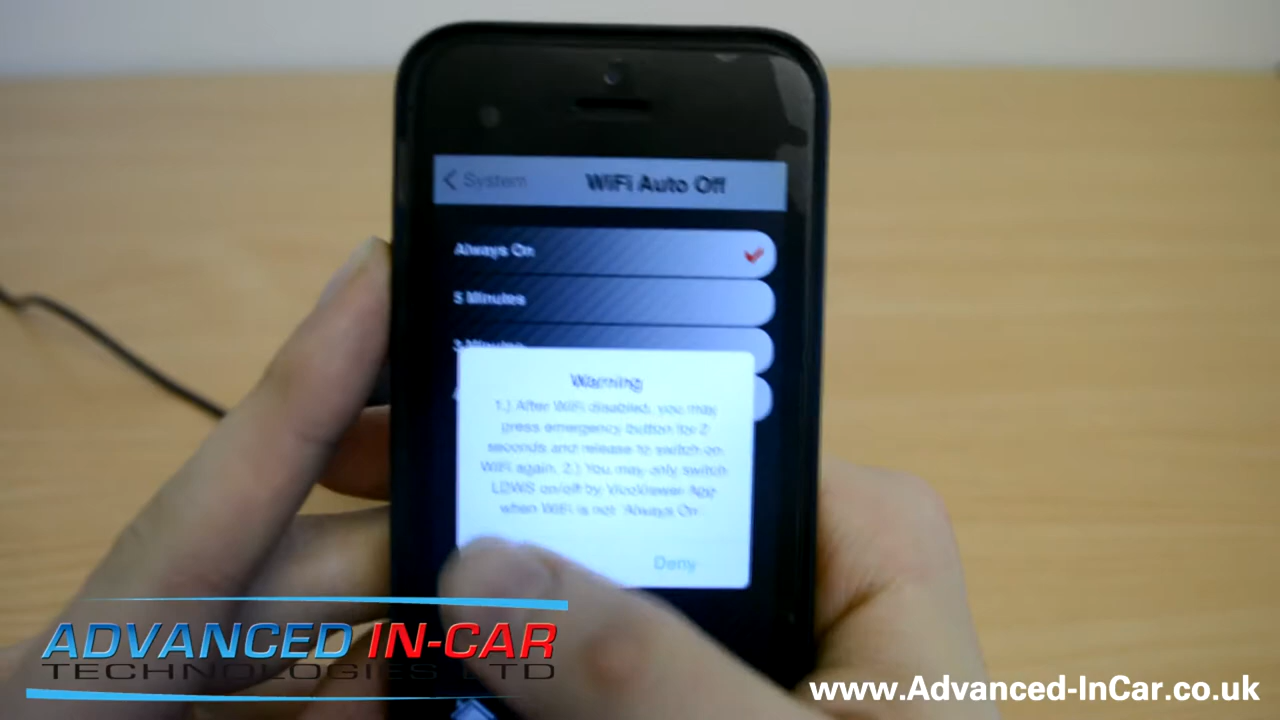 System
WiFi Auto Off
Always On
5 Minutes
3 Minutes
Warning
1.) After WiFi disabled, you may
press emergency button for 2
seconds and release to switch on
WiFi again. 2.) You may only switch
LDWS on/off by App
when WiFi is not 'Always On'
Deny
ADVANCED IN-CAR
TECHNOLOGIES LTD
www.Advanced-InCar.co.uk